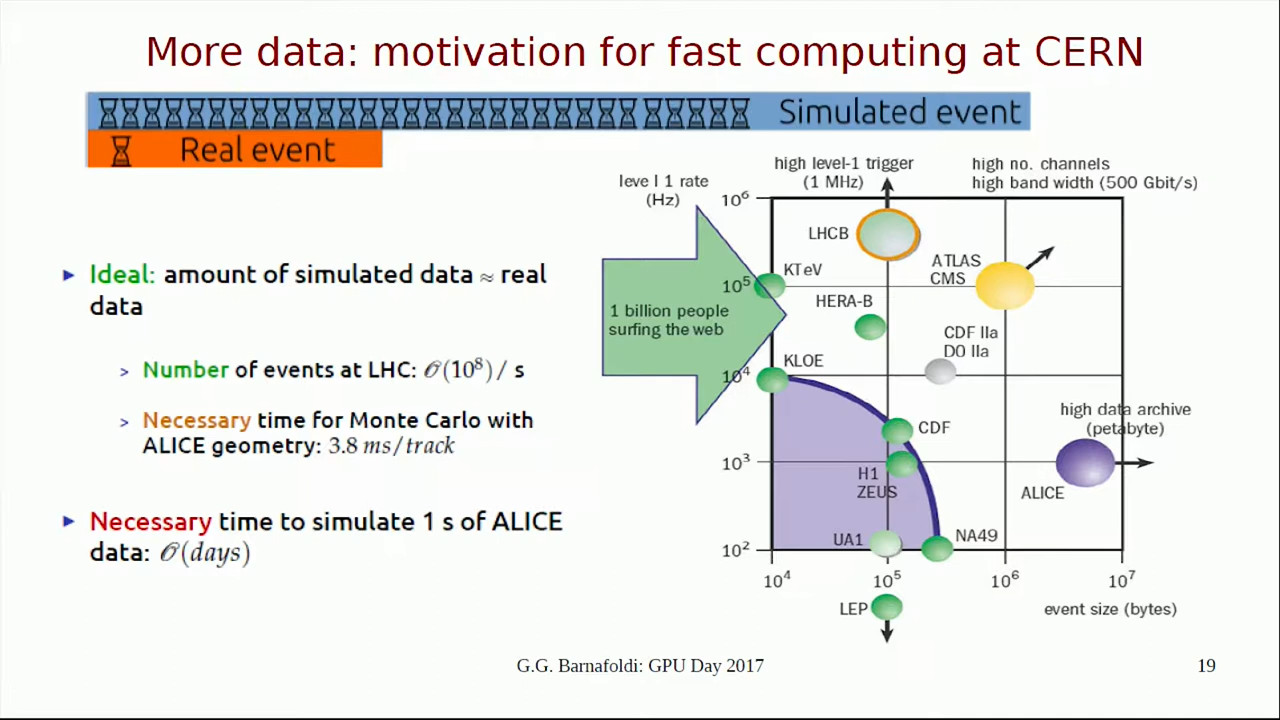 More data: motivation for fast computing at CERN
Simulated event
Real event
Ideal: amount of simulated data ≈ real
data
> Number of events at LHC: 𝒪(10⁸)/ s
> Necessary time for Monte Carlo with
ALICE geometry: 3.8 ms/track
Necessary time to simulate 1 s of ALICE
data: 𝒪(days)
leve l 1 rate
(Hz)
high level-1 trigger
(1 MHz)
high no. channels
high band width (500 Gbit/s)
1 billion people
surfing the web
10⁶
10⁵
10⁴
10³
10²
LHCB
KTeV
ATLAS
CMS
HERA-B
CDF IIa
DO IIa
KLOE
high data archive
(petabyte)
CDF
H1
ZEUS
ALICE
UA1
NA49
10⁴
10⁵
10⁶
10⁷
LEP
event size (bytes)
G.G. Barnafoldi: GPU Day 2017
19